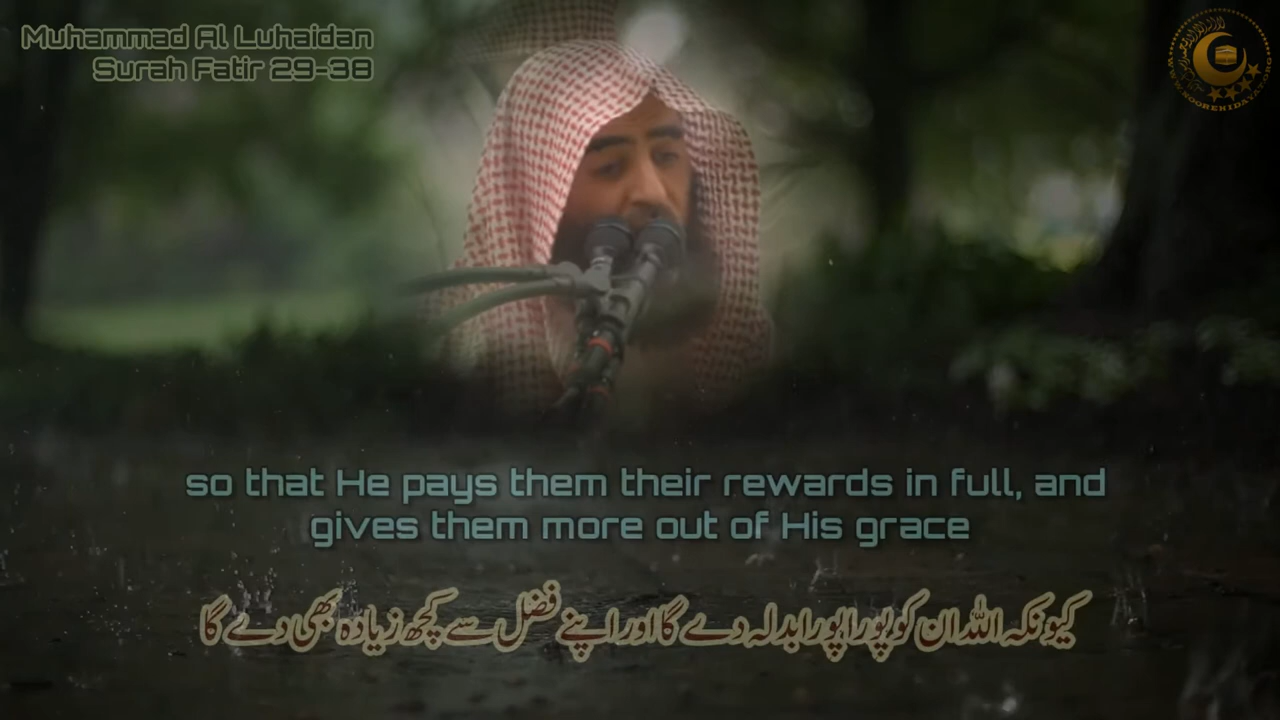 Muhammad Al Luhaidan
Surah Fatir 29-38
so that He pays them their rewards in full, and
gives them more out of His grace
کیونکہ اللہ ان کو پورا پورا بدلہ دے گا اور اپنے فضل سے کچھ زیادہ بھی دے گا